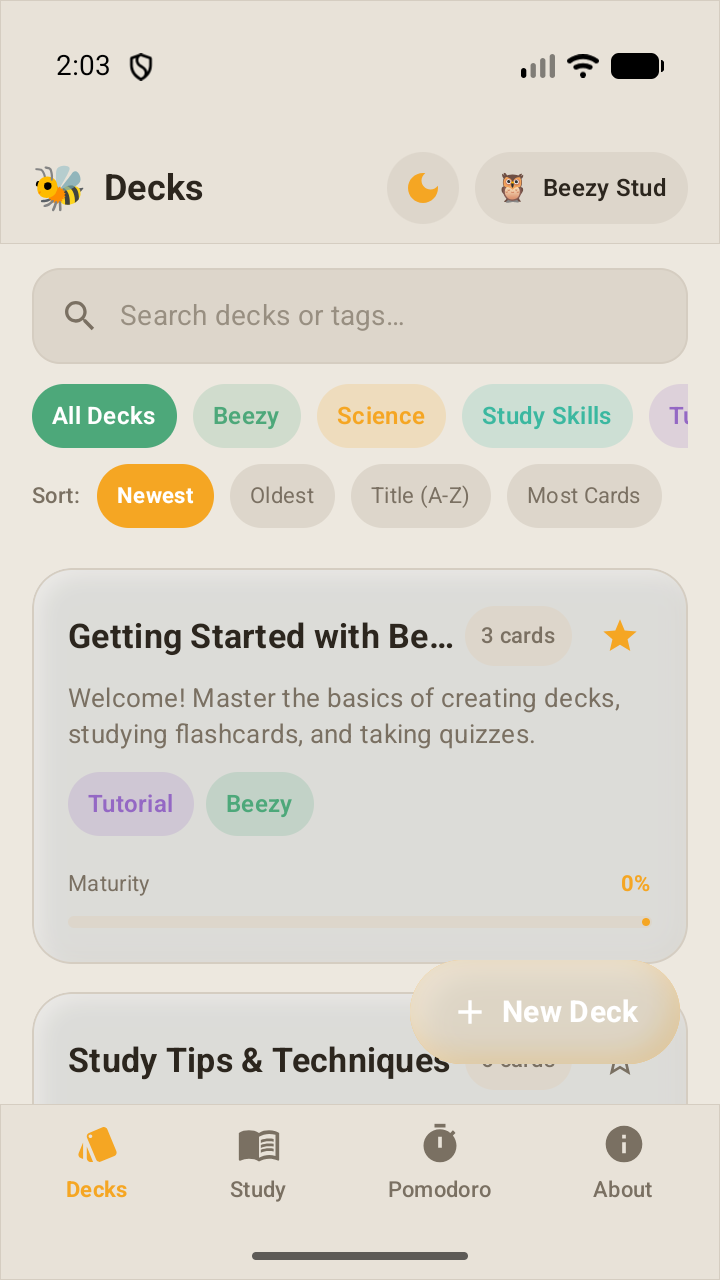 2:03
Decks
Beezy Stud
Search decks or tags…
All Decks Beezy Science Study Skills Tu
Sort: Newest Oldest Title (A-Z) Most Cards
Getting Started with Be… 3 cards
Welcome! Master the basics of creating decks,
studying flashcards, and taking quizzes.
Tutorial Beezy
Maturity 0%
New Deck
Study Tips & Techniques cards
Decks Study Pomodoro About